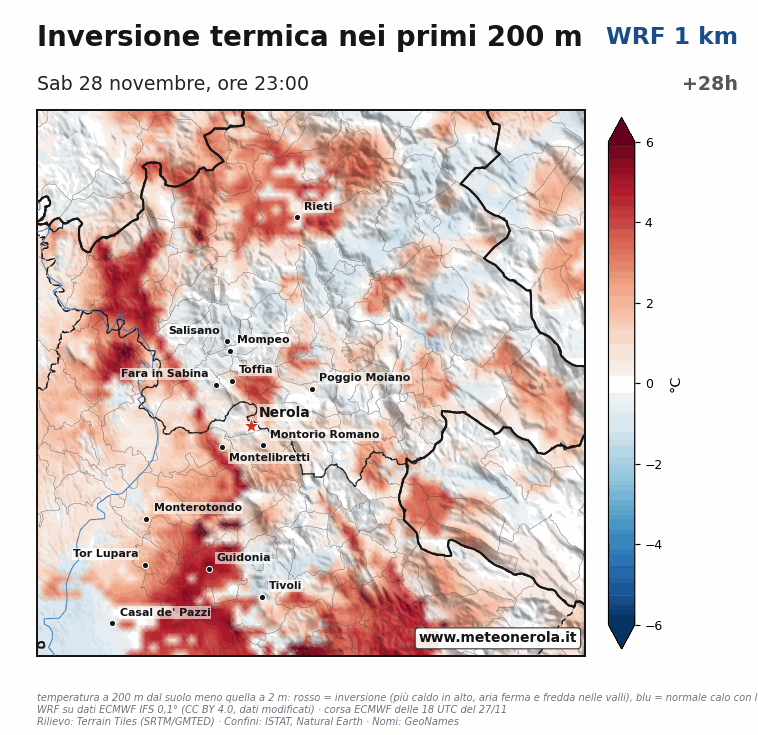 Inversione termica nei primi 200 m WRF 1 km
Sab 28 novembre, ore 23:00 +28h
Rieti
Salisano
Mompeo
Toffia
Fara in Sabina
Poggio Moiano
Nerola
Montorio Romano
Montelibretti
Monterotondo
Tor Lupara
Guidonia
Tivoli
Casal de' Pazzi
www.meteonerola.it
6
4
2
0
−2
−4
−6
°C
temperatura a 200 m dal suolo meno quella a 2 m: rosso = inversione (più caldo in alto, aria ferma e fredda nelle valli), blu = normale calo con l
WRF su dati ECMWF IFS 0,1° (CC BY 4.0, dati modificati) · corsa ECMWF delle 18 UTC del 27/11
Rilievo: Terrain Tiles (SRTM/GMTED) · Confini: ISTAT, Natural Earth · Nomi: GeoNames